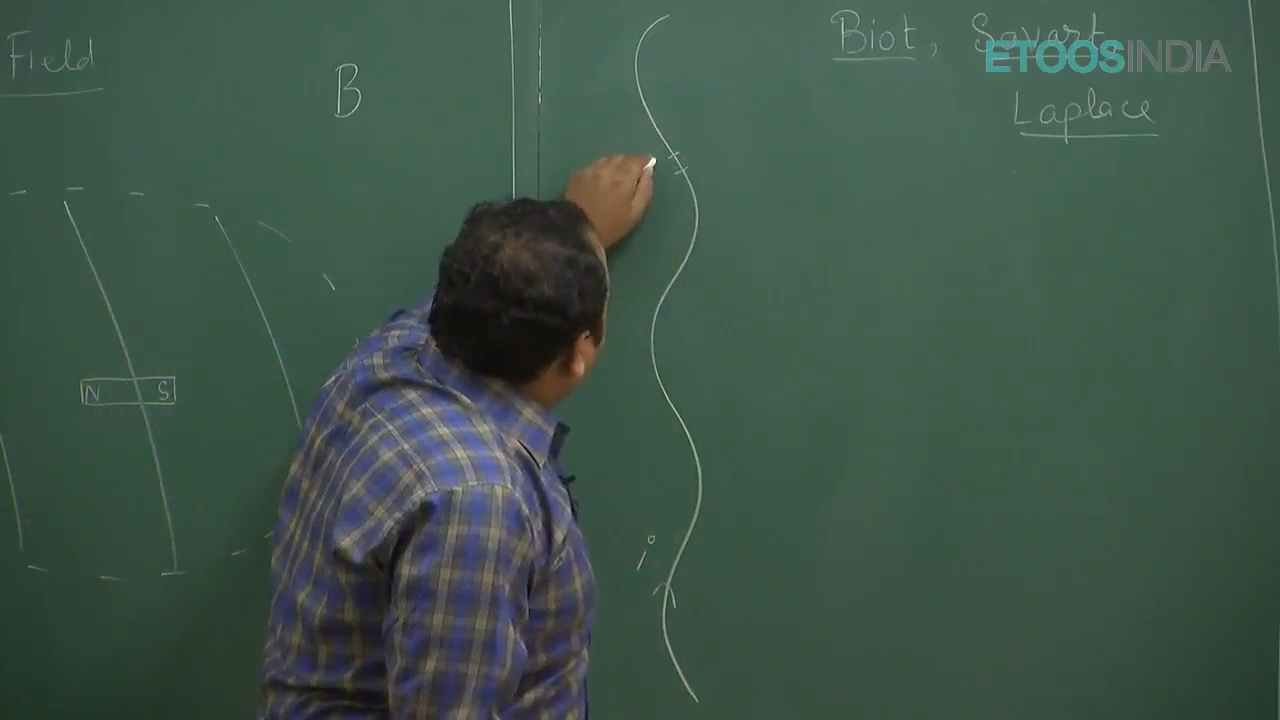 Field
B
N S
i
Biot, Savart
ETOOSINDIA
Laplace